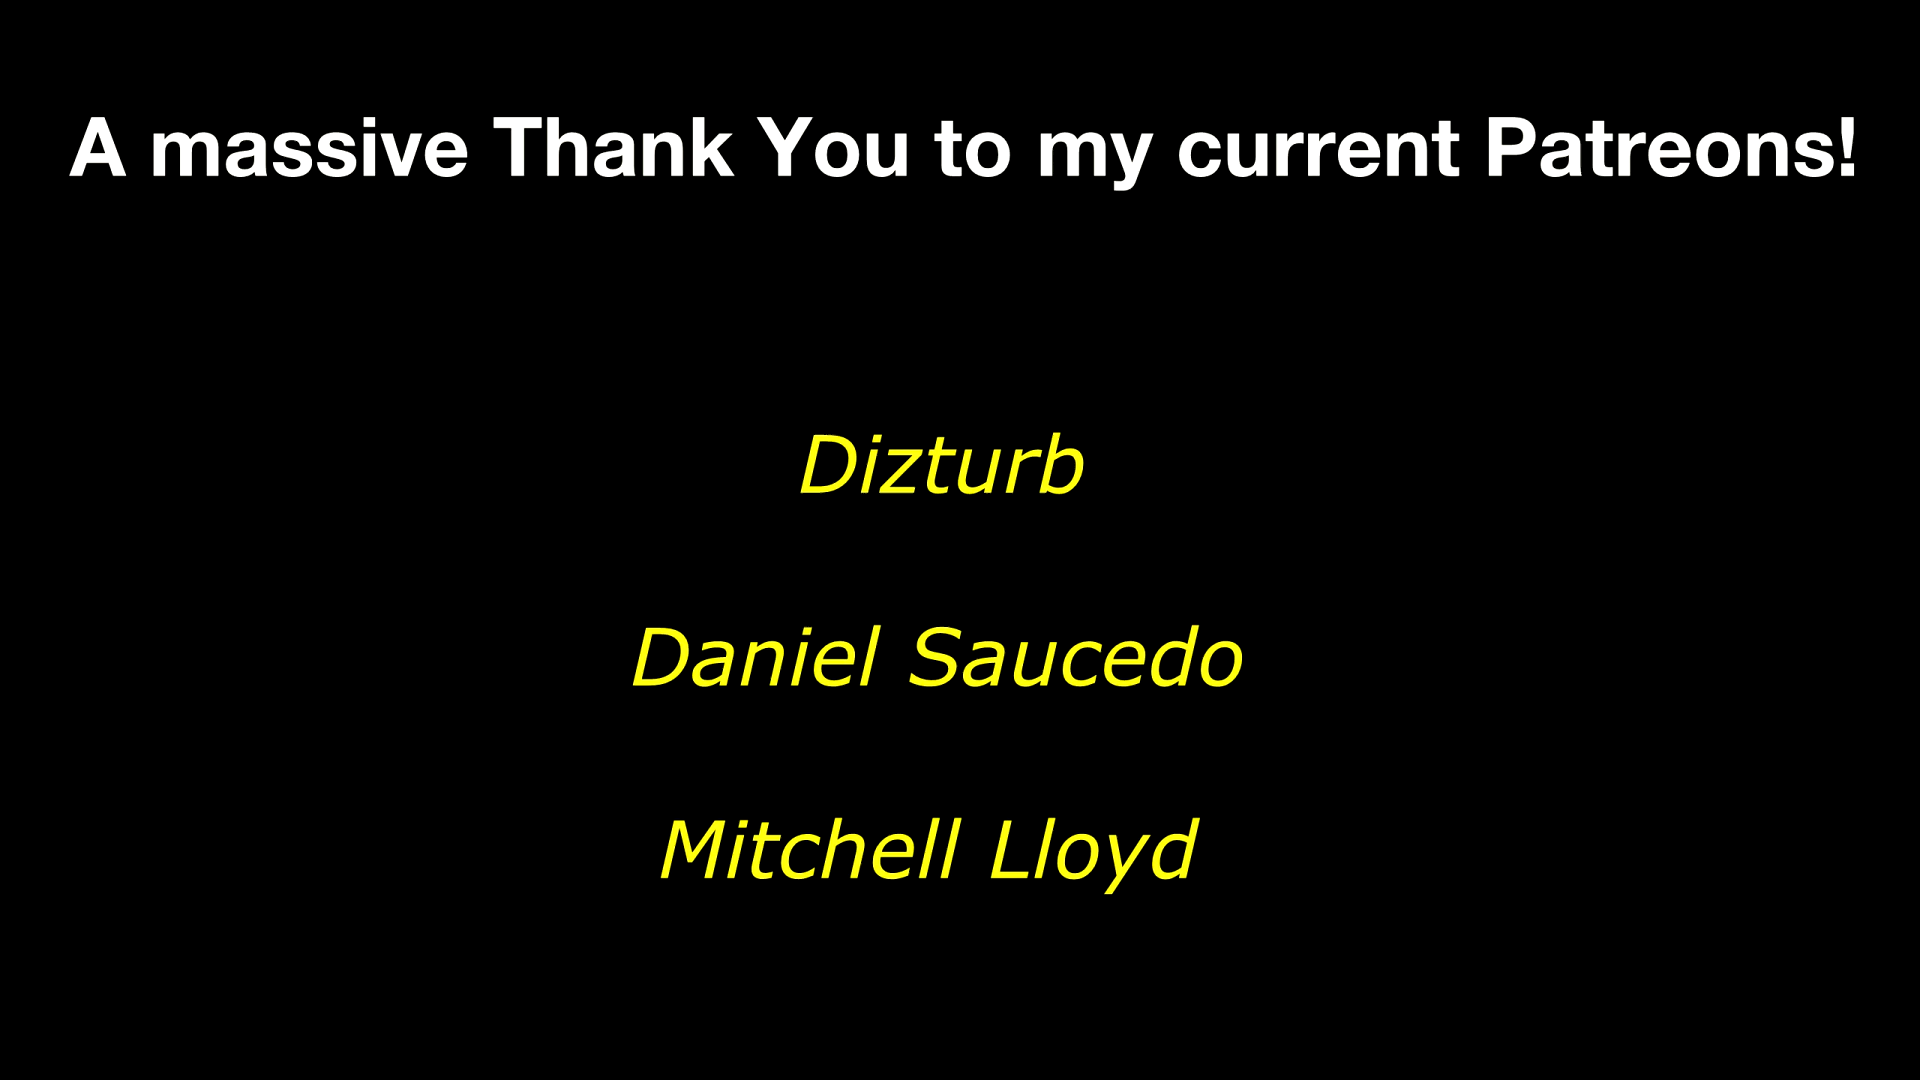 A massive Thank You to my current Patreons!
Dizturb
Daniel Saucedo
Mitchell Lloyd